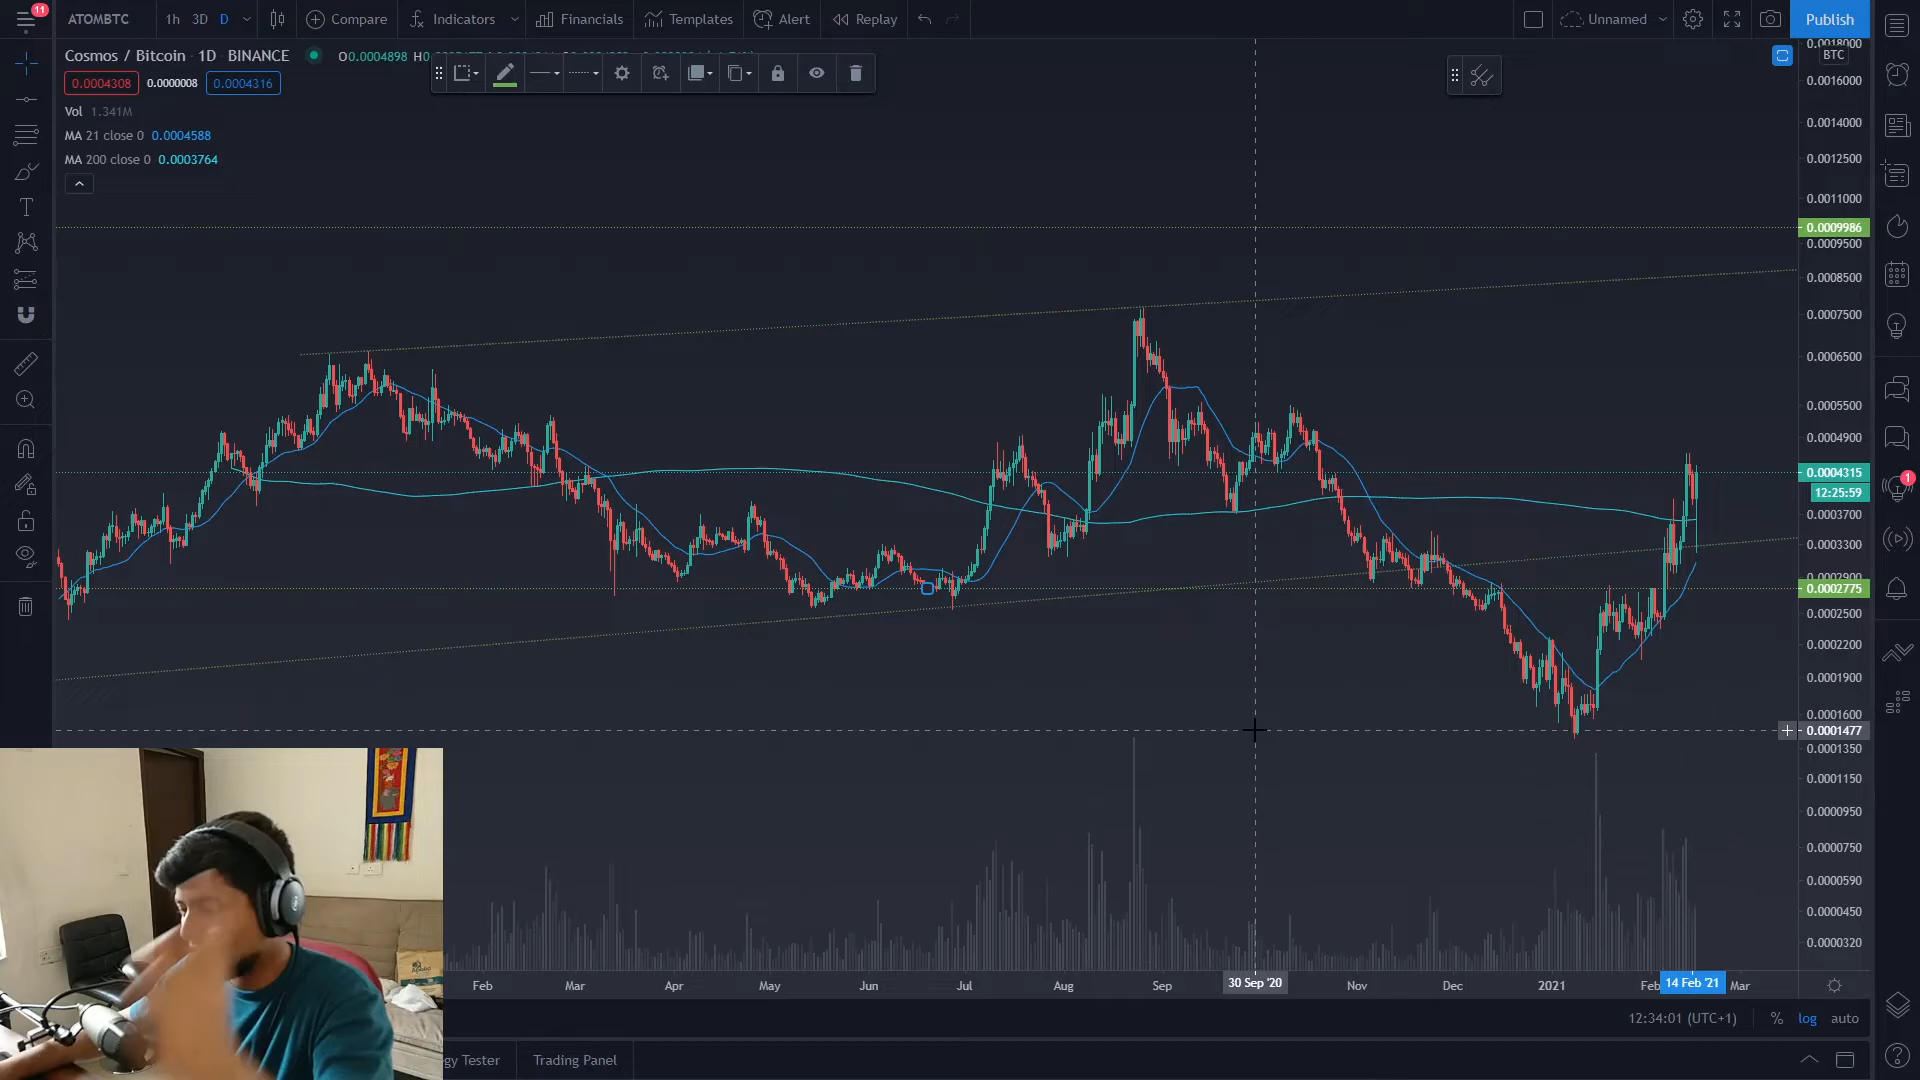 11
ATOMBTC
1h 3D D
Compare
Indicators
Financials
Templates
Alert
Replay
Unnamed
Publish
Cosmos / Bitcoin · 1D · BINANCE
O0.0004898
0.0004308 0.0000008 0.0004316
Vol 1.341M
MA 21 close 0 0.0004588
MA 200 close 0 0.0003764
BTC
0.0018000
0.0016000
0.0014000
0.0012500
0.0011000
0.0009986
0.0009500
0.0008500
0.0007500
0.0006500
0.0005500
0.0004900
0.0004315
12:25:59
0.0003700
0.0003300
0.0002900
0.0002775
0.0002500
0.0002200
0.0001900
0.0001600
0.0001477
0.0001350
0.0001150
0.0000950
0.0000750
0.0000590
0.0000450
0.0000320
1
Feb Mar Apr May Jun Jul Aug Sep 30 Sep '20 Nov Dec 2021 Feb 14 Feb '21 Mar
12:34:01 (UTC+1) % log auto
gy Tester Trading Panel